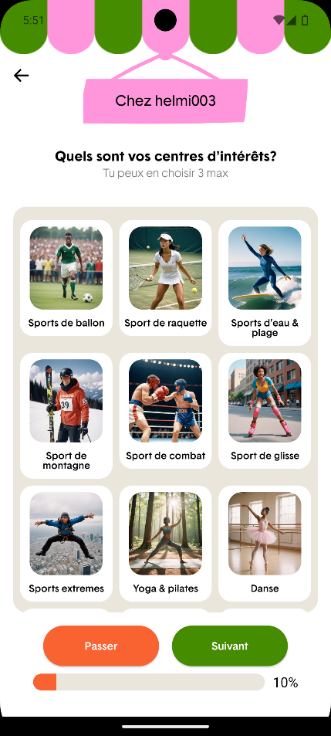 5:51
Chez helmi003
Quels sont vos centres d'intérêts?
Tu peux en choisir 3 max
Sports de ballon
Sport de raquette
Sports d'eau &
plage
Sport de
montagne
Sport de combat
Sport de glisse
Sports extremes
Yoga & pilates
Danse
Passer
Suivant
10%